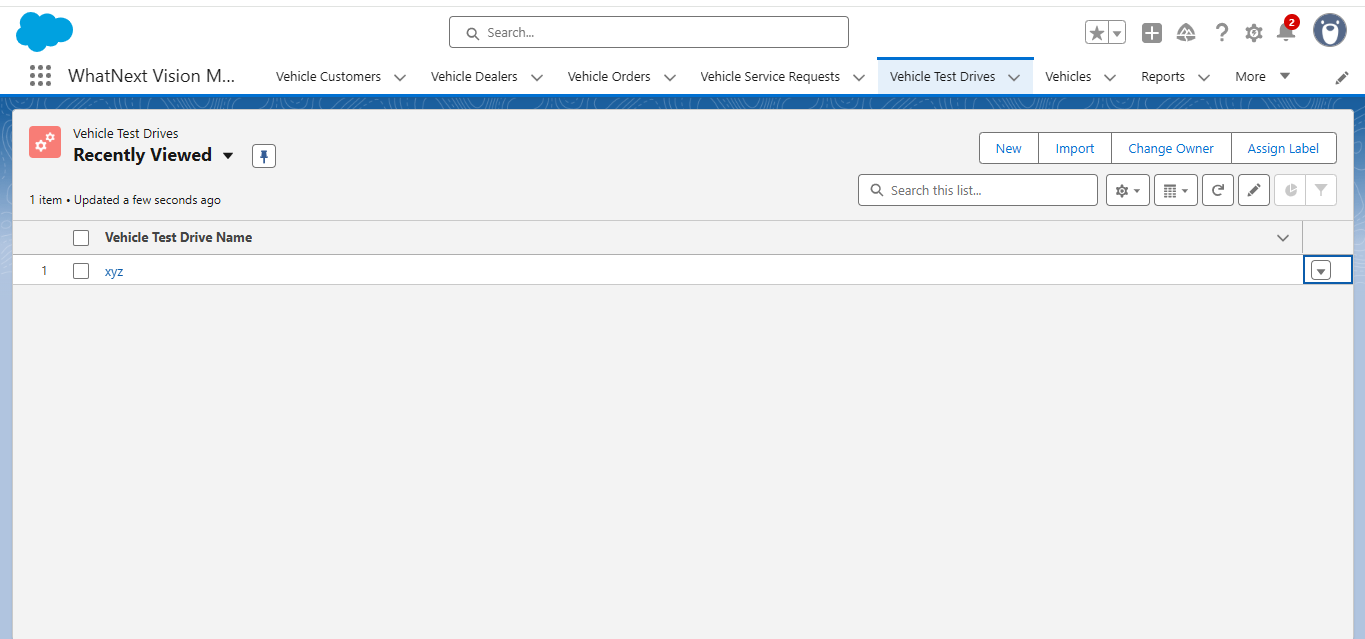 Search...
2
WhatNext Vision M...
Vehicle Customers
Vehicle Dealers
Vehicle Orders
Vehicle Service Requests
Vehicle Test Drives
Vehicles
Reports
More
Vehicle Test Drives
Recently Viewed
New
Import
Change Owner
Assign Label
1 item • Updated a few seconds ago
Search this list...
Vehicle Test Drive Name
1
xyz